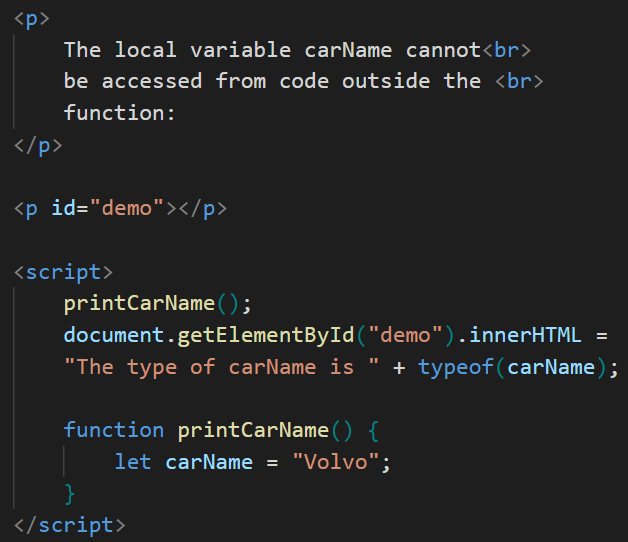 <p>
    The local variable carName cannot<br>
    be accessed from code outside the <br>
    function:
</p>

<p id="demo"></p>

<script>
    printCarName();
    document.getElementById("demo").innerHTML =
    "The type of carName is " + typeof(carName);

    function printCarName() {
        let carName = "Volvo";
    }
</script>